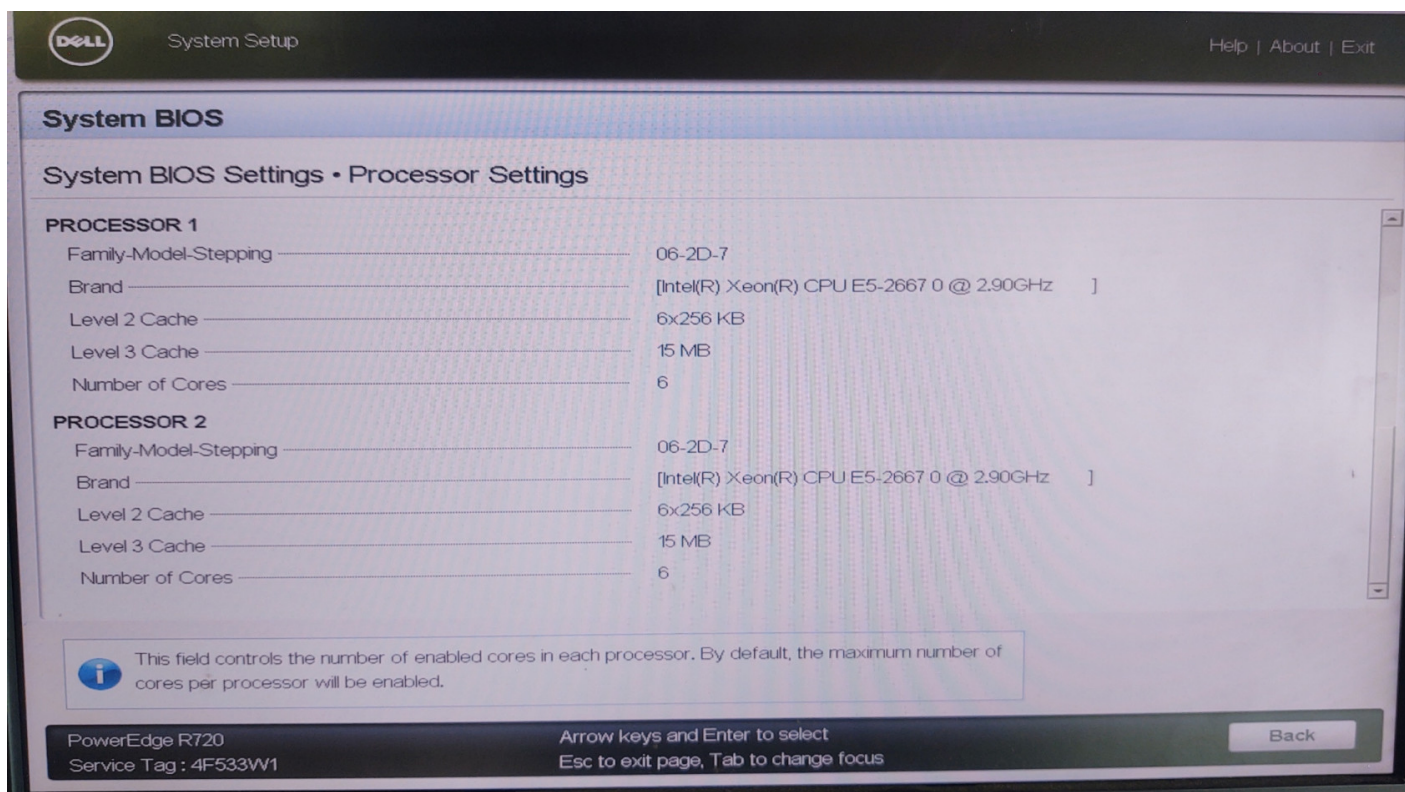 DELL System Setup Help | About | Exit
System BIOS
System BIOS Settings • Processor Settings
PROCESSOR 1
Family-Model-Stepping 06-2D-7
Brand [Intel(R) Xeon(R) CPU E5-2667 0 @ 2.90GHz ]
Level 2 Cache 6x256 KB
Level 3 Cache 15 MB
Number of Cores 6
PROCESSOR 2
Family-Model-Stepping 06-2D-7
Brand [Intel(R) Xeon(R) CPU E5-2667 0 @ 2.90GHz ]
Level 2 Cache 6x256 KB
Level 3 Cache 15 MB
Number of Cores 6
This field controls the number of enabled cores in each processor. By default, the maximum number of
cores per processor will be enabled.
PowerEdge R720 Arrow keys and Enter to select Back
Service Tag : 4F533W1 Esc to exit page, Tab to change focus